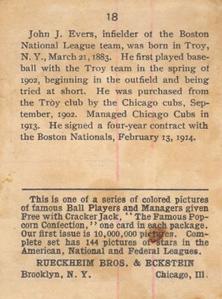 18
John J. Evers, infielder of the Boston
National League team, was born in Troy,
N. Y., March 21, 1883. He first played base-
ball with the Troy team in the spring of
1902, beginning in the outfield and being
tried at short. He was purchased from
the Tròy club by the Chicago cubs, Sep-
tember, 1902. Managed Chicago Cubs in
1913. He signed a four-year contract with
the Boston Nationals, February 13, 1914.
This is one of a series of colored pictures
of famous Ball Players and Managers given
Free with Cracker Jack, "The Famous Pop-
corn Confection," one card in each package.
Our first issue is 10,000,000 pictures. Com-
plete set has 144 pictures of stars in the
American, National and Federal Leagues.
RUECKHEIM BROS. & ECKSTEIN
Brooklyn, N. Y. Chicago, Ill.